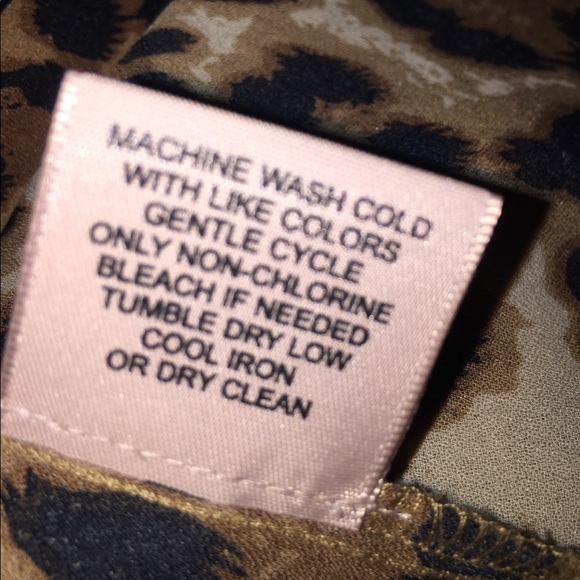 MACHINE WASH COLD
WITH LIKE COLORS
GENTLE CYCLE
ONLY NON-CHLORINE
BLEACH IF NEEDED
TUMBLE DRY LOW
COOL IRON
OR DRY CLEAN